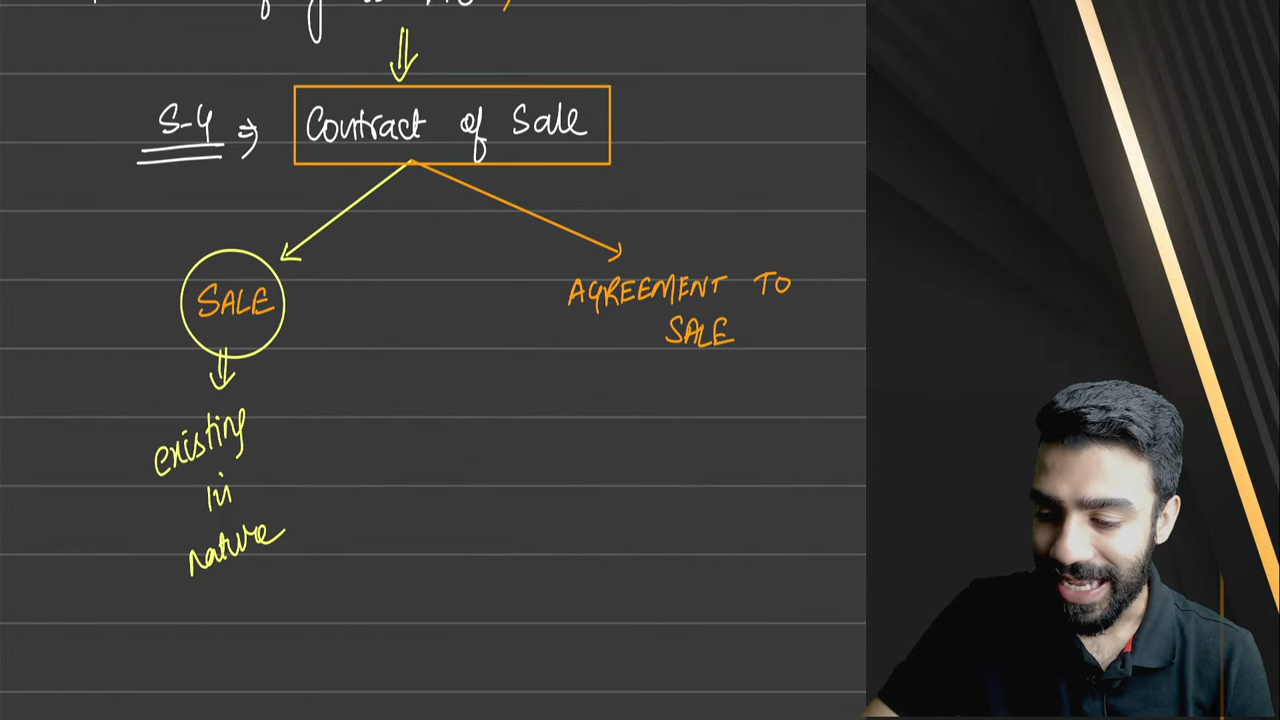 S-4 ⇒ Contract of Sale
SALE
AGREEMENT TO
SALE
existing
in
nature